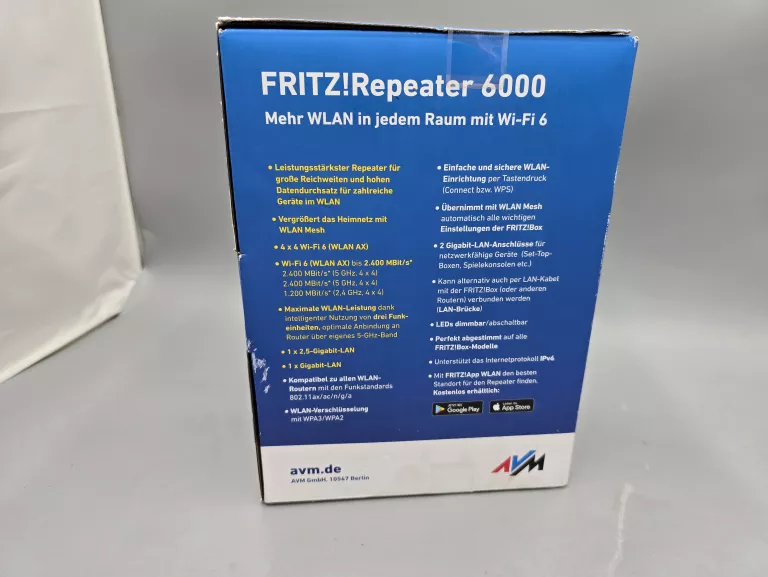 FRITZ!Repeater 6000
Mehr WLAN in jedem Raum mit Wi-Fi 6
• Leistungsstärkster Repeater für
große Reichweiten und hohen
Datendurchsatz für zahlreiche
Geräte im WLAN
• Vergrößert das Heimnetz mit
WLAN Mesh
• 4 x 4 Wi-Fi 6 (WLAN AX)
• Wi-Fi 6 (WLAN AX) bis 2.400 MBit/s*
2.400 MBit/s* (5 GHz, 4 x 4)
2.400 MBit/s* (5 GHz, 4 x 4)
1.200 MBit/s* (2,4 GHz, 4 x 4)
• Maximale WLAN-Leistung dank
intelligenter Nutzung von drei Funk-
einheiten, optimale Anbindung an
Router über eigenes 5-GHz-Band
• 1 x 2,5-Gigabit-LAN
• 1 x Gigabit-LAN
• Kompatibel zu allen WLAN-
Routern mit den Funkstandards
802.11ax/ac/n/g/a
• WLAN-Verschlüsselung
mit WPA3/WPA2
• Einfache und sichere WLAN-
Einrichtung per Tastendruck
(Connect bzw. WPS)
• Übernimmt mit WLAN Mesh
automatisch alle wichtigen
Einstellungen der FRITZ!Box
• 2 Gigabit-LAN-Anschlüsse für
netzwerkfähige Geräte (Set-Top-
Boxen, Spielekonsolen etc.)
• Kann alternativ auch per LAN-Kabel
mit der FRITZ!Box (oder anderen
Routern) verbunden werden
(LAN-Brücke)
• LEDs dimmbar/abschaltbar
• Perfekt abgestimmt auf alle
FRITZ!Box-Modelle
• Unterstützt das Internetprotokoll IPv6
• Mit FRITZ!App WLAN den besten
Standort für den Repeater finden.
Kostenlos erhältlich:
Google Play
App Store
avm.de
AVM GmbH, 10547 Berlin
AVM